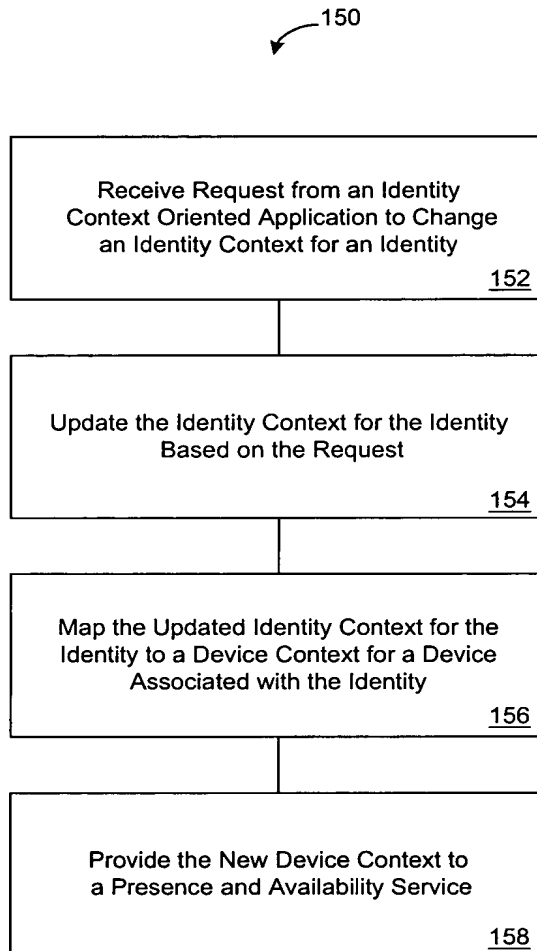 150
Receive Request from an Identity
Context Oriented Application to Change
an Identity Context for an Identity
152
Update the Identity Context for the Identity
Based on the Request
154
Map the Updated Identity Context for the
Identity to a Device Context for a Device
Associated with the Identity
156
Provide the New Device Context to
a Presence and Availability Service
158